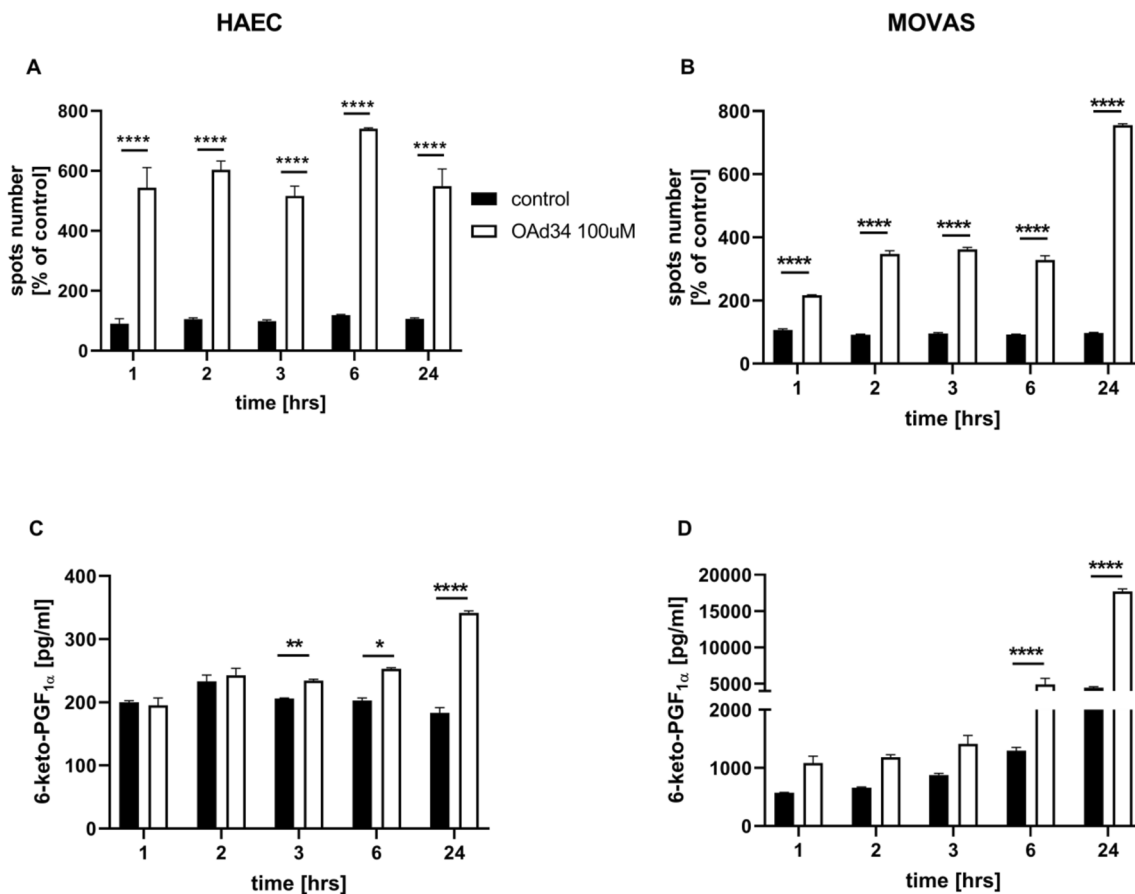 HAEC
MOVAS
A
spots number
[% of control]
800
600
400
200
0
****
****
****
****
****
1 2 3 6 24
time [hrs]
control
OAd34 100uM
B
spots number
[% of control]
800
600
400
200
0
****
****
****
****
****
1 2 3 6 24
time [hrs]
C
6-keto-PGF1α [pg/ml]
400
300
200
100
0
**
*
****
1 2 3 6 24
time [hrs]
D
6-keto-PGF1α [pg/ml]
20000
15000
10000
5000
2000
1000
0
****
****
1 2 3 6 24
time [hrs]